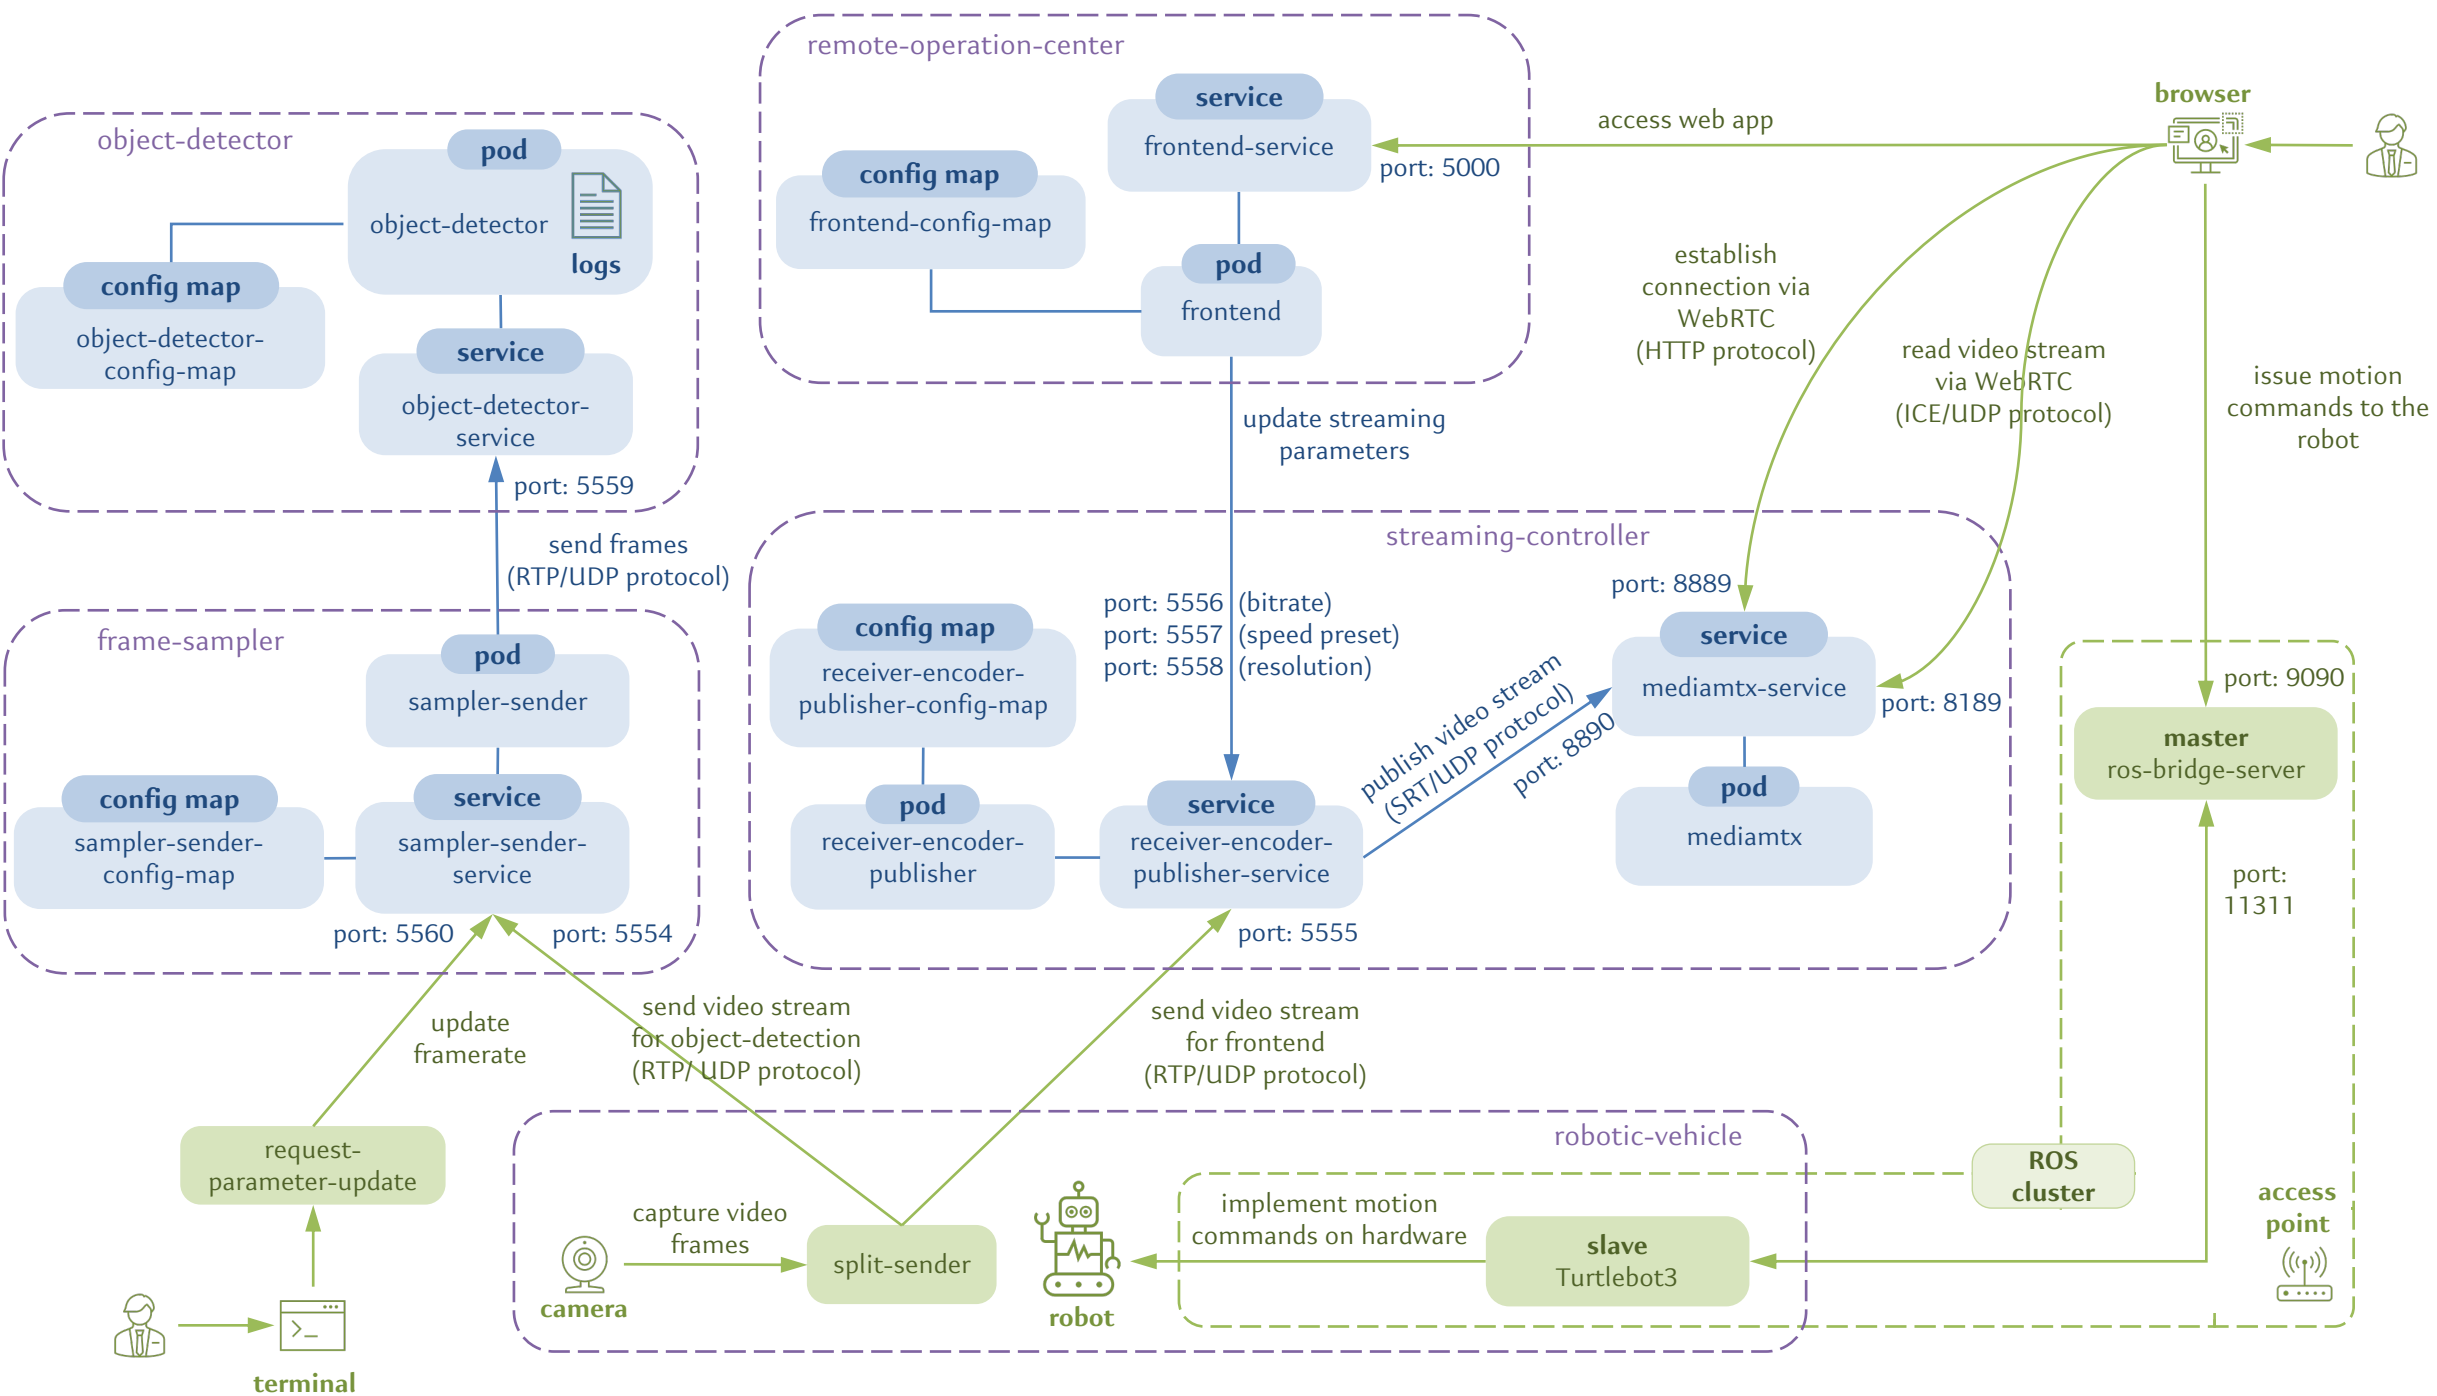 remote-operation-center
service
frontend-service
config map
frontend-config-map
pod
frontend
access web app
port: 5000
browser
object-detector
pod
object-detector
logs
config map
object-detector-
config-map
service
object-detector-
service
port: 5559
send frames
(RTP/UDP protocol)
establish
connection via
WebRTC
(HTTP protocol)
read video stream
via WebRTC
(ICE/UDP protocol)
issue motion
commands to the
robot
update streaming
parameters
frame-sampler
pod
sampler-sender
config map
sampler-sender-
config-map
service
sampler-sender-
service
port: 5560
port: 5554
streaming-controller
config map
receiver-encoder-
publisher-config-map
port: 5556 (bitrate)
port: 5557 (speed preset)
port: 5558 (resolution)
pod
receiver-encoder-
publisher
service
receiver-encoder-
publisher-service
port: 5555
publish video stream
(SRT/UDP protocol)
port: 8890
port: 8889
service
mediamtx-service
port: 8189
pod
mediamtx
port: 9090
master
ros-bridge-server
port:
11311
update
framerate
send video stream
for object-detection
(RTP/ UDP protocol)
send video stream
for frontend
(RTP/UDP protocol)
request-
parameter-update
terminal
robotic-vehicle
capture video
frames
camera
split-sender
robot
implement motion
commands on hardware
slave
Turtlebot3
ROS
cluster
access
point